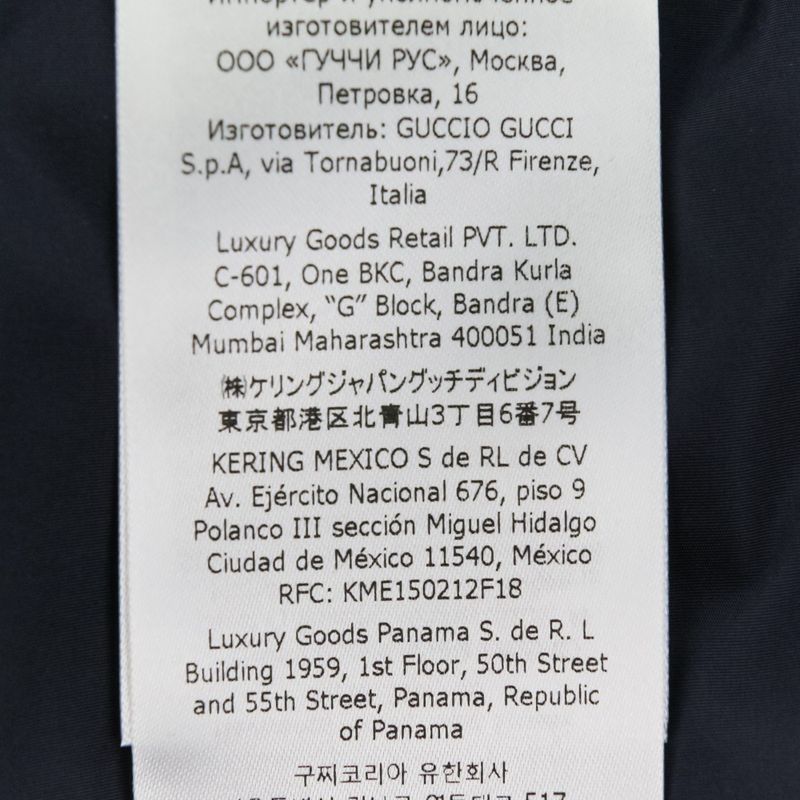 Импортер и уполномоченное
изготовителем лицо:
ООО «ГУЧЧИ РУС», Москва,
Петровка, 16
Изготовитель: GUCCIO GUCCI
S.p.A, via Tornabuoni,73/R Firenze,
Italia
Luxury Goods Retail PVT. LTD.
C-601, One BKC, Bandra Kurla
Complex, “G” Block, Bandra (E)
Mumbai Maharashtra 400051 India
㈱ケリングジャパングッチディビジョン
東京都港区北青山3丁目6番7号
KERING MEXICO S de RL de CV
Av. Ejército Nacional 676, piso 9
Polanco III sección Miguel Hidalgo
Ciudad de México 11540, México
RFC: KME150212F18
Luxury Goods Panama S. de R. L
Building 1959, 1st Floor, 50th Street
and 55th Street, Panama, Republic
of Panama
구찌코리아 유한회사
517